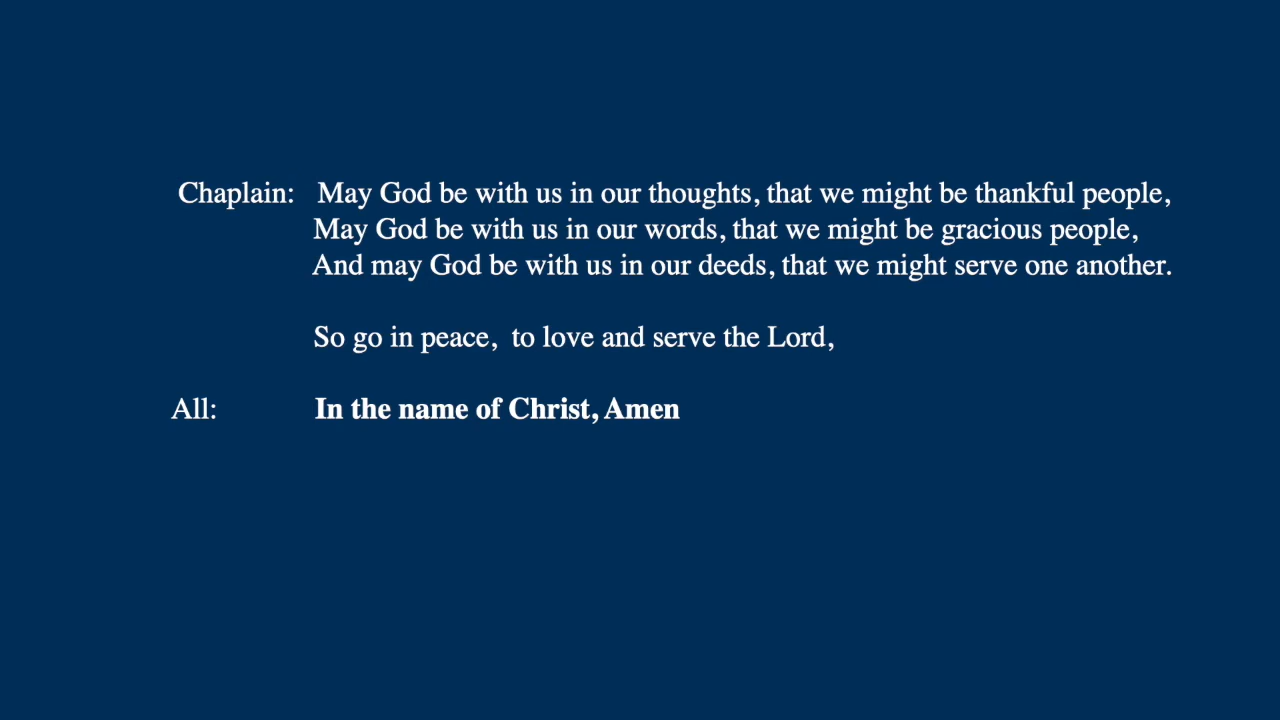 Chaplain: May God be with us in our thoughts, that we might be thankful people,
May God be with us in our words, that we might be gracious people,
And may God be with us in our deeds, that we might serve one another.
So go in peace, to love and serve the Lord,
All: In the name of Christ, Amen